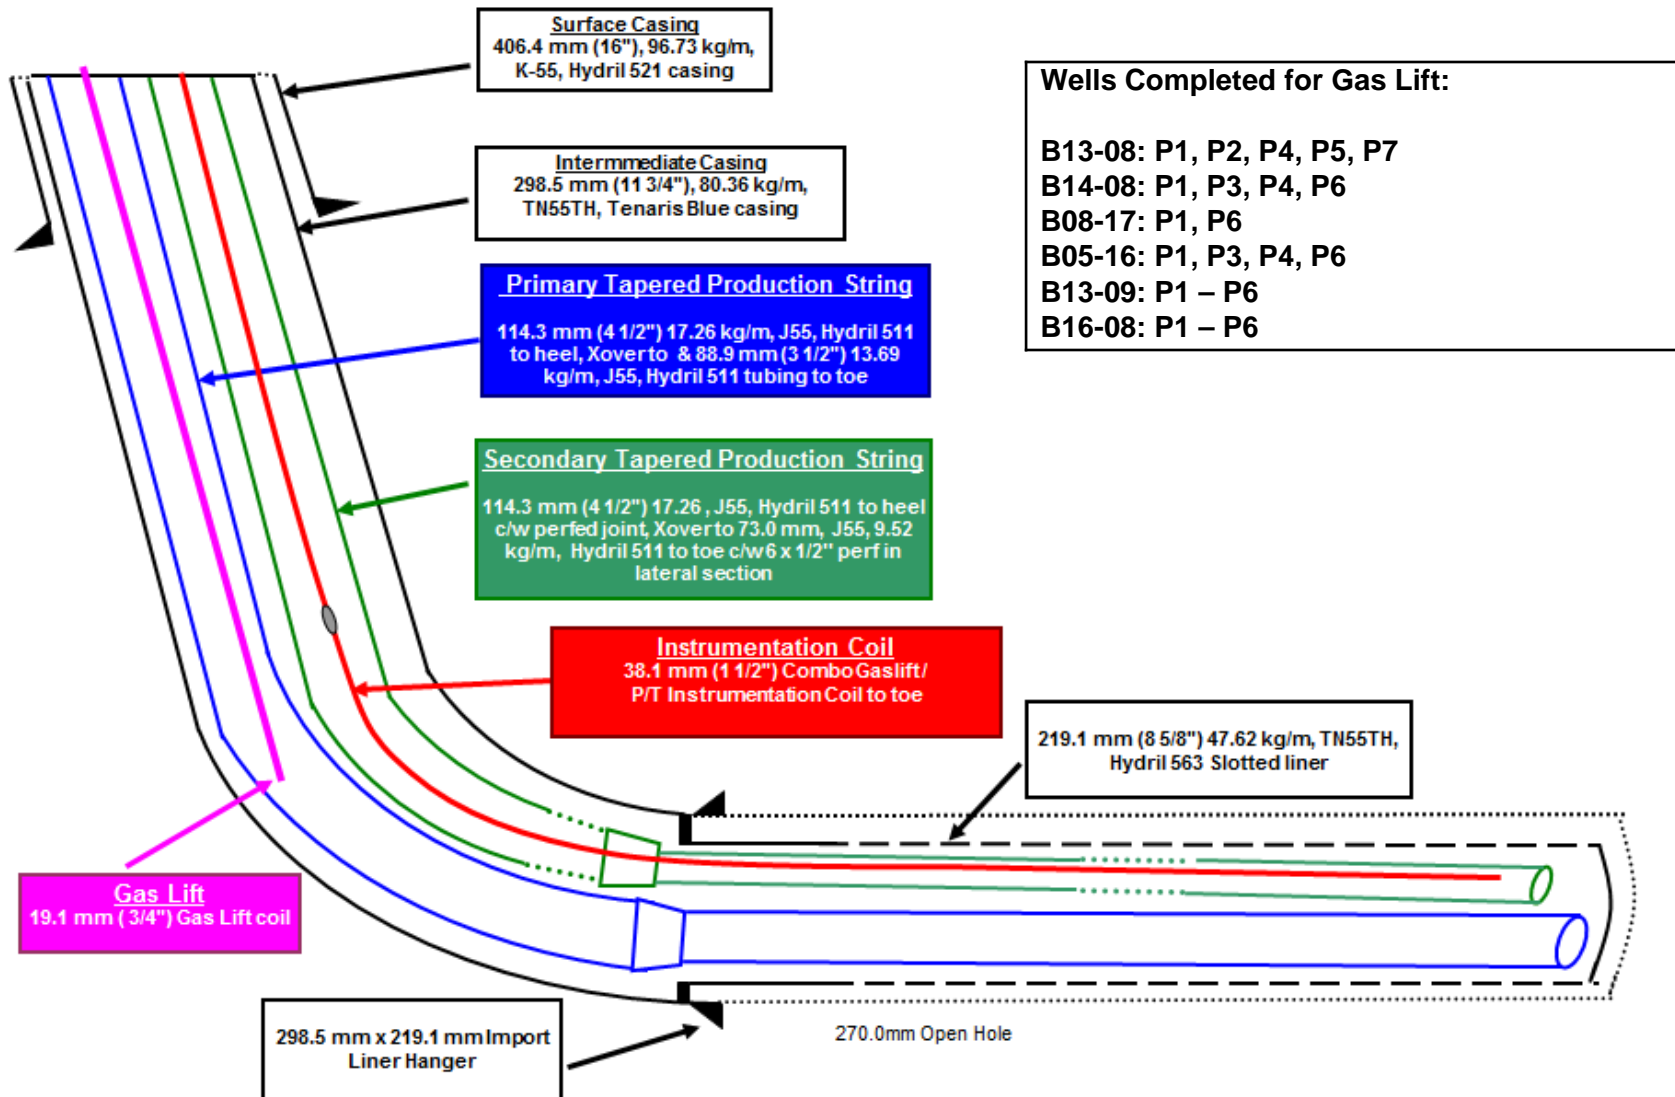 Surface Casing
406.4 mm (16"), 96.73 kg/m,
K-55, Hydril 521 casing
Wells Completed for Gas Lift:
B13-08: P1, P2, P4, P5, P7
B14-08: P1, P3, P4, P6
B08-17: P1, P6
B05-16: P1, P3, P4, P6
B13-09: P1 – P6
B16-08: P1 – P6
Intermmediate Casing
298.5 mm (11 3/4"), 80.36 kg/m,
TN55TH, Tenaris Blue casing
Primary Tapered Production String
114.3 mm (4 1/2") 17.26 kg/m, J55, Hydril 511
to heel, Xover to & 88.9 mm (3 1/2") 13.69
kg/m, J55, Hydril 511 tubing to toe
Secondary Tapered Production String
114.3 mm (4 1/2") 17.26 , J55, Hydril 511 to heel
c/w perfed joint, Xover to 73.0 mm, J55, 9.52
kg/m, Hydril 511 to toe c/w 6 x 1/2" perf in
lateral section
Instrumentation Coil
38.1 mm (1 1/2") Combo Gaslift /
P/T Instrumentation Coil to toe
219.1 mm (8 5/8") 47.62 kg/m, TN55TH,
Hydril 563 Slotted liner
Gas Lift
19.1 mm ( 3/4") Gas Lift coil
298.5 mm x 219.1 mm Import
Liner Hanger
270.0mm Open Hole